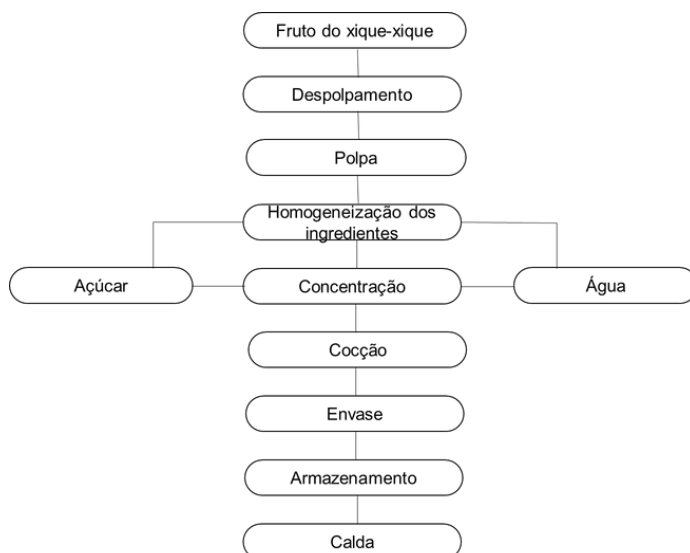 Fruto do xique-xique
Despolpamento
Polpa
Homogeneização dos
ingredientes
Açúcar
Concentração
Água
Cocção
Envase
Armazenamento
Calda